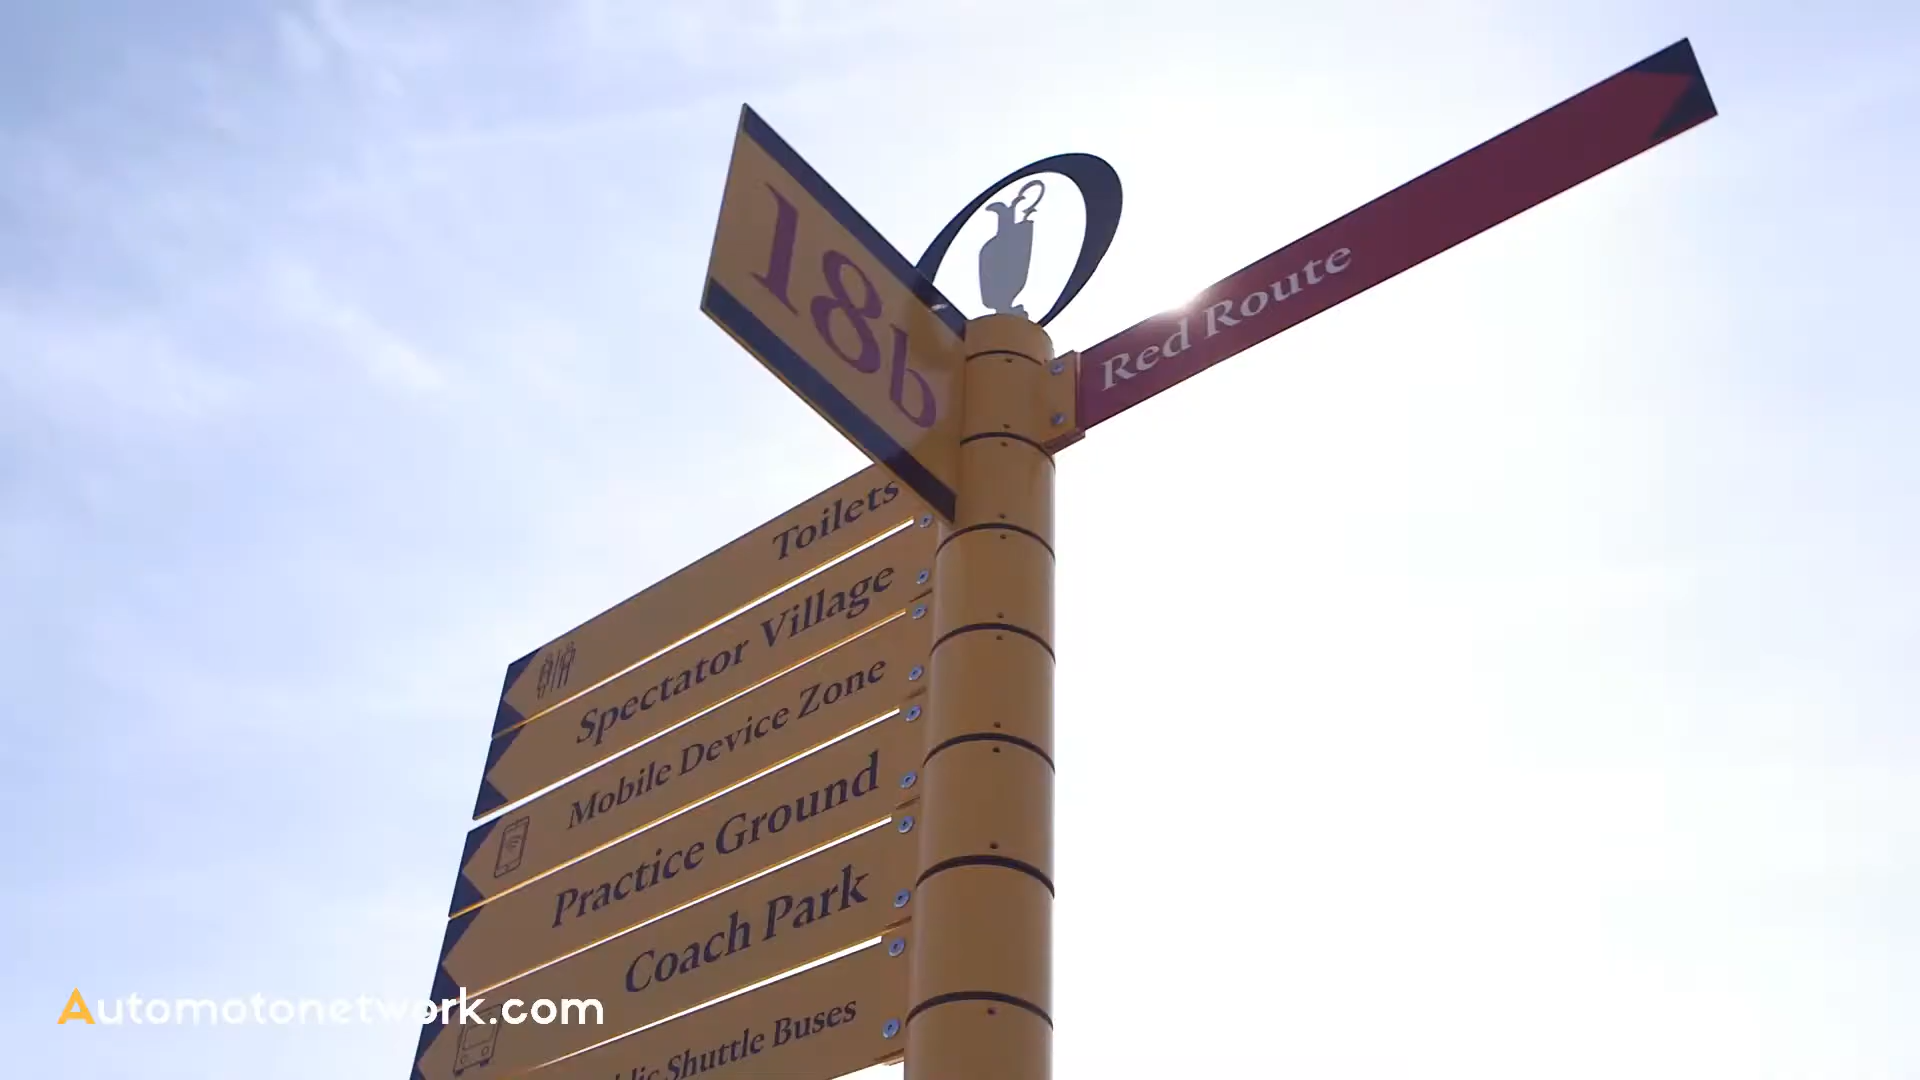 18b
Red Route
Toilets
Spectator Village
Mobile Device Zone
Practice Ground
Coach Park
Shuttle Buses
Automotonetwork.com